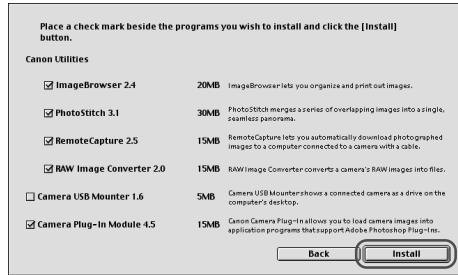 Place a check mark beside the programs you wish to install and click the [Install]
button.
Canon Utilities
ImageBrowser 2.4 20MB ImageBrowser lets you organize and print out images.
PhotoStitch 3.1 30MB PhotoStitch merges a series of overlapping images into a single,
seamless panorama.
RemoteCapture 2.5 15MB RemoteCapture lets you automatically download photographed
images to a computer connected to a camera with a cable.
RAW Image Converter 2.0 15MB RAW Image Converter converts a camera's RAW images into files.
Camera USB Mounter 1.6 5MB Camera USB Mounter shows a connected camera as a drive on the
computer's desktop.
Camera Plug-In Module 4.5 15MB Canon Camera Plug-In allows you to load camera images into
application programs that support Adobe Photoshop Plug-Ins.
Back Install